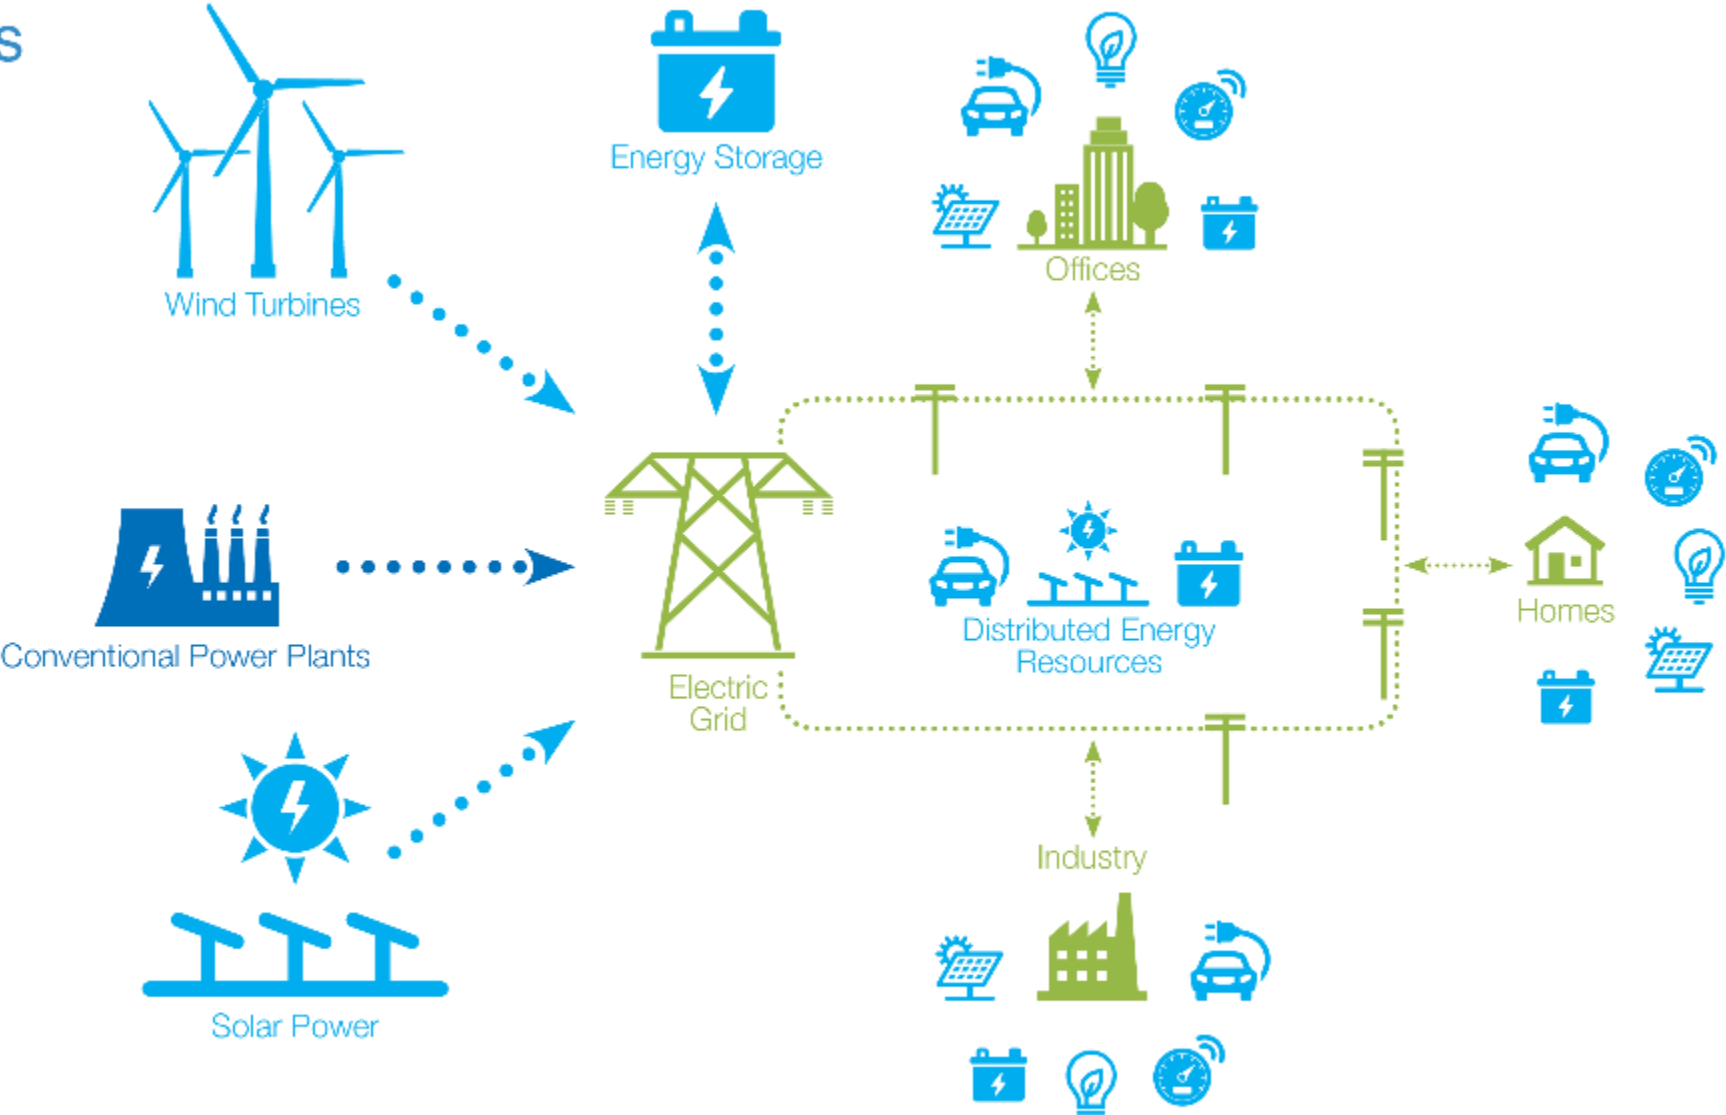 s
Energy Storage
Offices
Wind Turbines
Homes
Distributed Energy
Resources
Conventional Power Plants
Electric
Grid
Industry
Solar Power